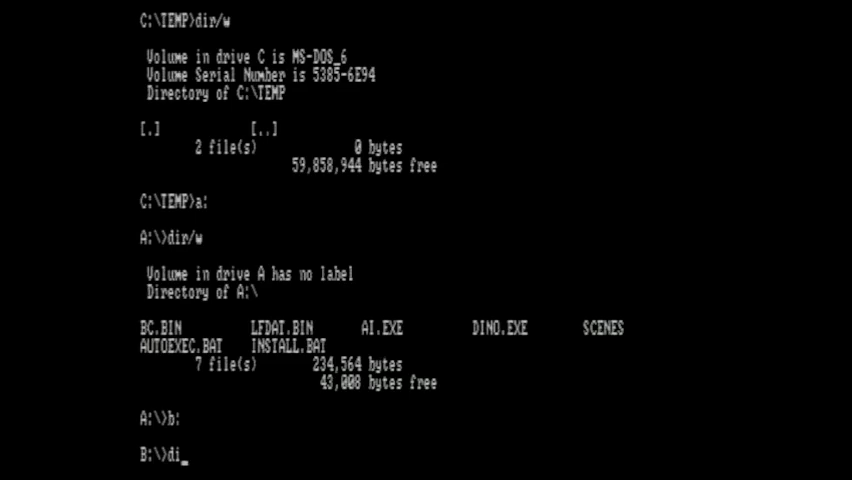 C:\TEMP>dir/w
Volume in drive C is MS-DOS_6
Volume Serial Number is 5385-6E94
Directory of C:\TEMP
[.] [..]
2 file(s) 0 bytes
59,858,944 bytes free
C:\TEMP>a:
A:\>dir/w
Volume in drive A has no label
Directory of A:\
BC.BIN LFDAT.BIN AI.EXE DINO.EXE SCENES
AUTOEXEC.BAT INSTALL.BAT
7 file(s) 234,564 bytes
43,008 bytes free
A:\>b:
B:\>di_